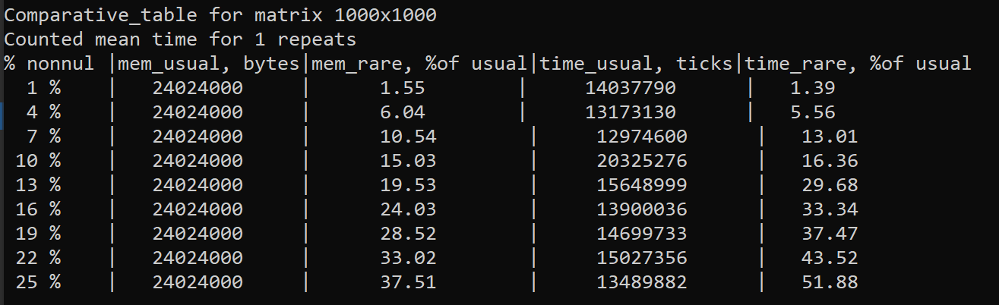 Comparative_table for matrix 1000x1000
Counted mean time for 1 repeats
% nonnul |mem_usual, bytes|mem_rare, %of usual|time_usual, ticks|time_rare, %of usual
  1 %    |   24024000     |      1.55        |     14037790      |   1.39
  4 %    |   24024000     |      6.04        |     13173130      |   5.56
  7 %    |   24024000     |      10.54        |     12974600      |   13.01
 10 %    |   24024000     |      15.03        |     20325276      |   16.36
 13 %    |   24024000     |      19.53        |     15648999      |   29.68
 16 %    |   24024000     |      24.03        |     13900036      |   33.34
 19 %    |   24024000     |      28.52        |     14699733      |   37.47
 22 %    |   24024000     |      33.02        |     15027356      |   43.52
 25 %    |   24024000     |      37.51        |     13489882      |   51.88